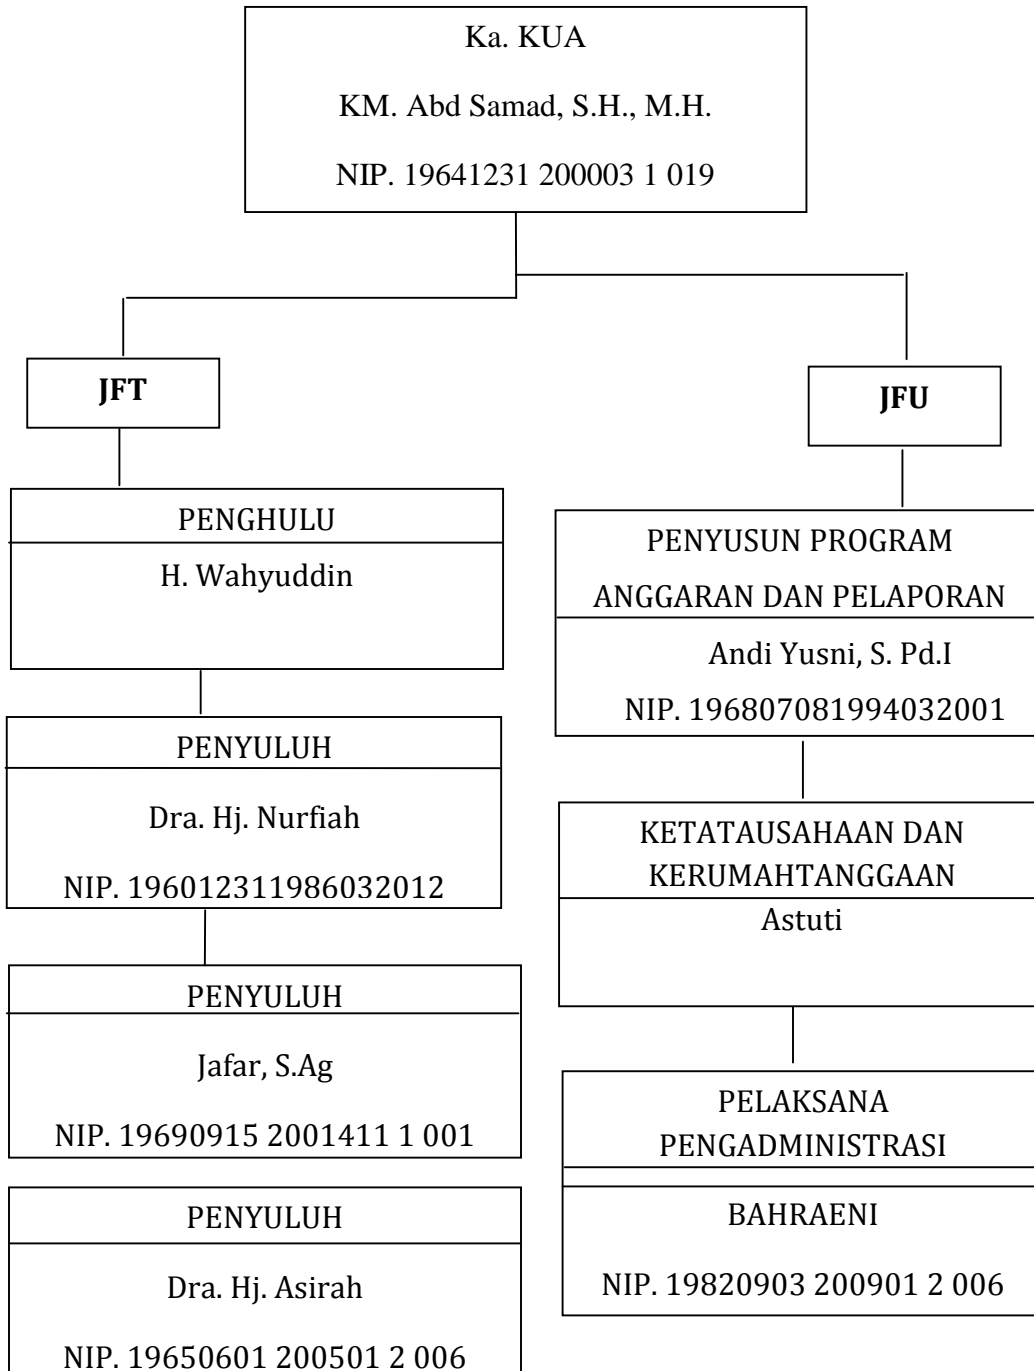 Ka. KUA
KM. Abd Samad, S.H., M.H.
NIP. 19641231 200003 1 019
JFT
PENGHULU
H. Wahyuddin
PENYULUH
Dra. Hj. Nurfiah
NIP. 196012311986032012
PENYULUH
Jafar, S.Ag
NIP. 19690915 2001411 1 001
PENYULUH
Dra. Hj. Asirah
NIP. 19650601 200501 2 006
JFU
PENYUSUN PROGRAM
ANGGARAN DAN PELAPORAN
Andi Yusni, S. Pd.I
NIP. 196807081994032001
KETATAUSAHAAN DAN
KERUMAHTANGGAAN
Astuti
PELAKSANA
PENGADMINISTRASI
BAHRAENI
NIP. 19820903 200901 2 006